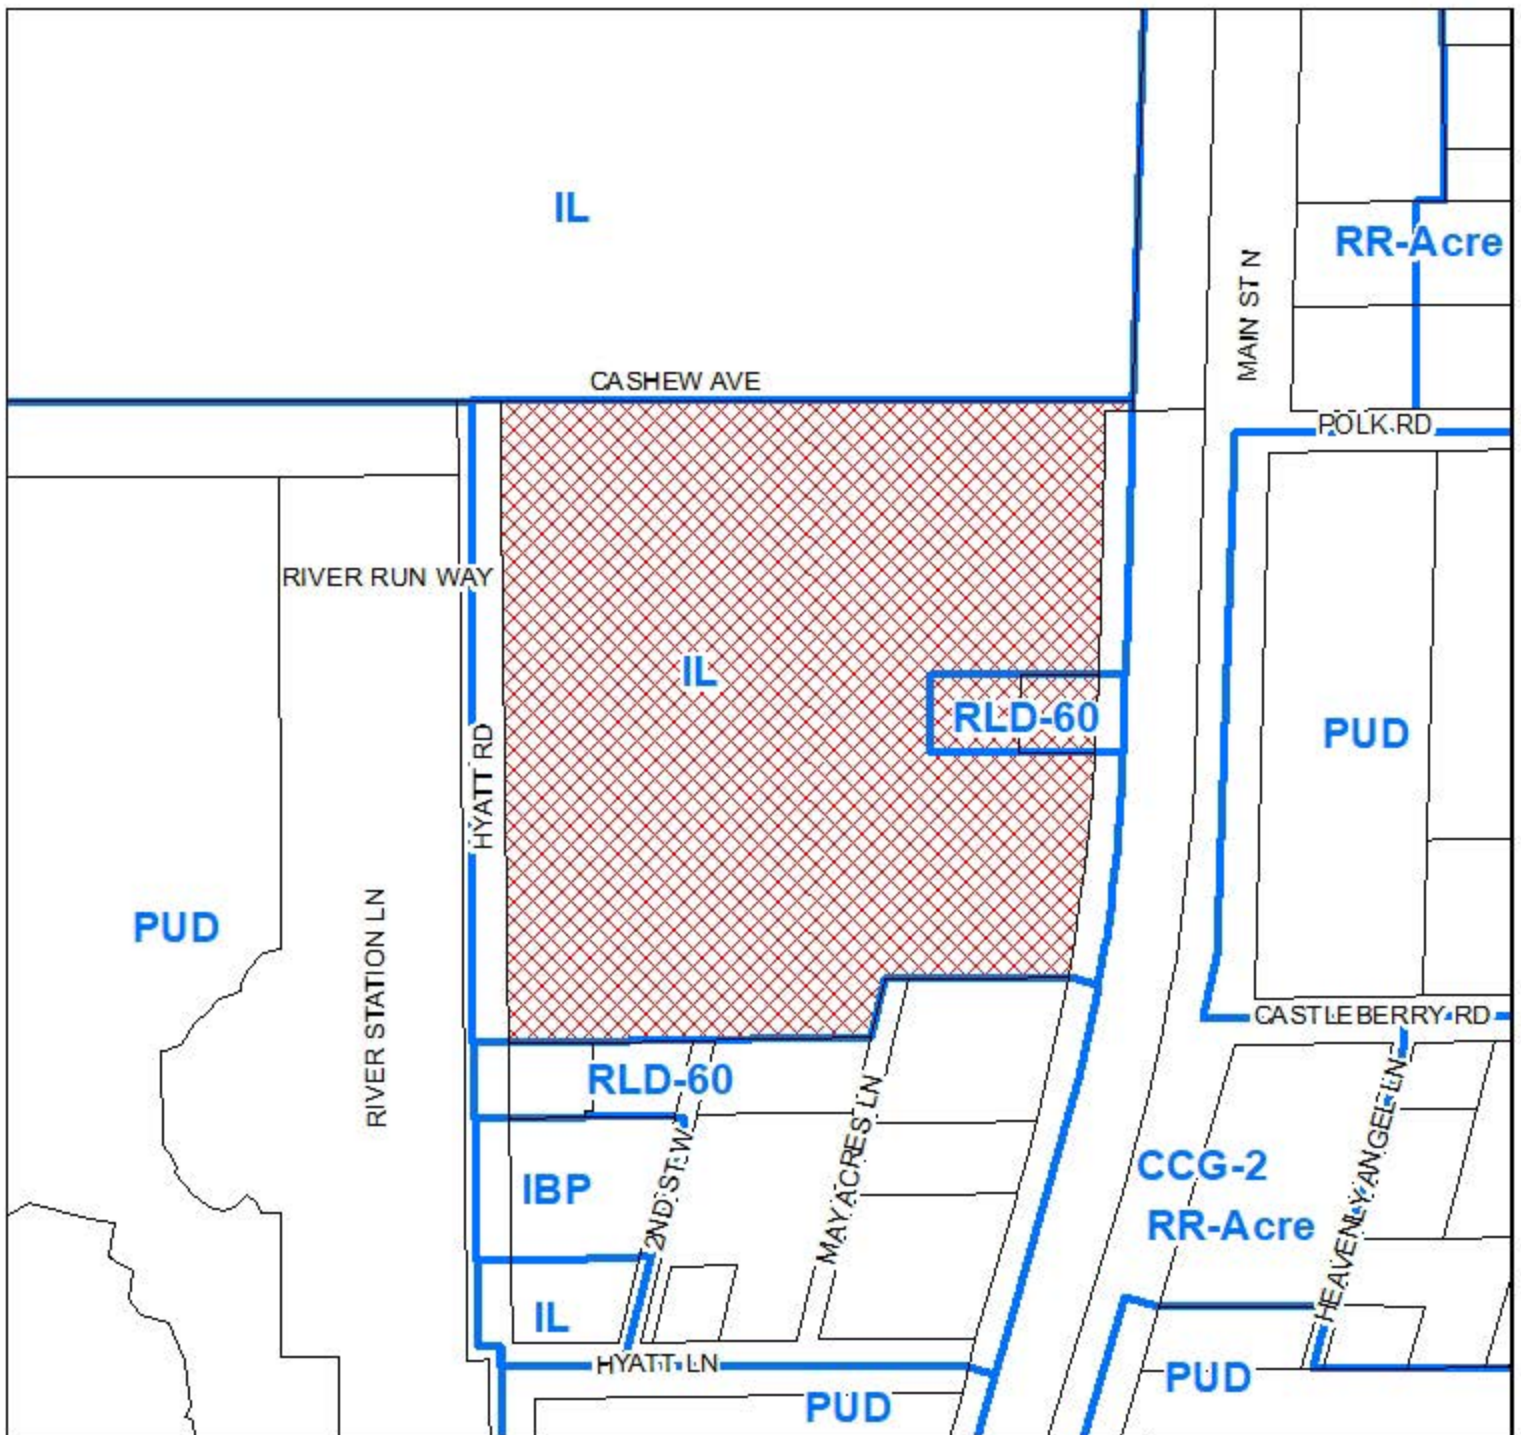 IL
RR-Acre
MAIN ST N
CASHEW AVE
POLK RD
RIVER RUN WAY
IL
RLD-60
PUD
HYATT RD
PUD
RIVER STATION LN
CASTLEBERRY RD
RLD-60
2ND ST W
MAY ACRES LN
HEAVENLY ANGEL LN
CCG-2
IBP
RR-Acre
IL
HYATT LN
PUD
PUD